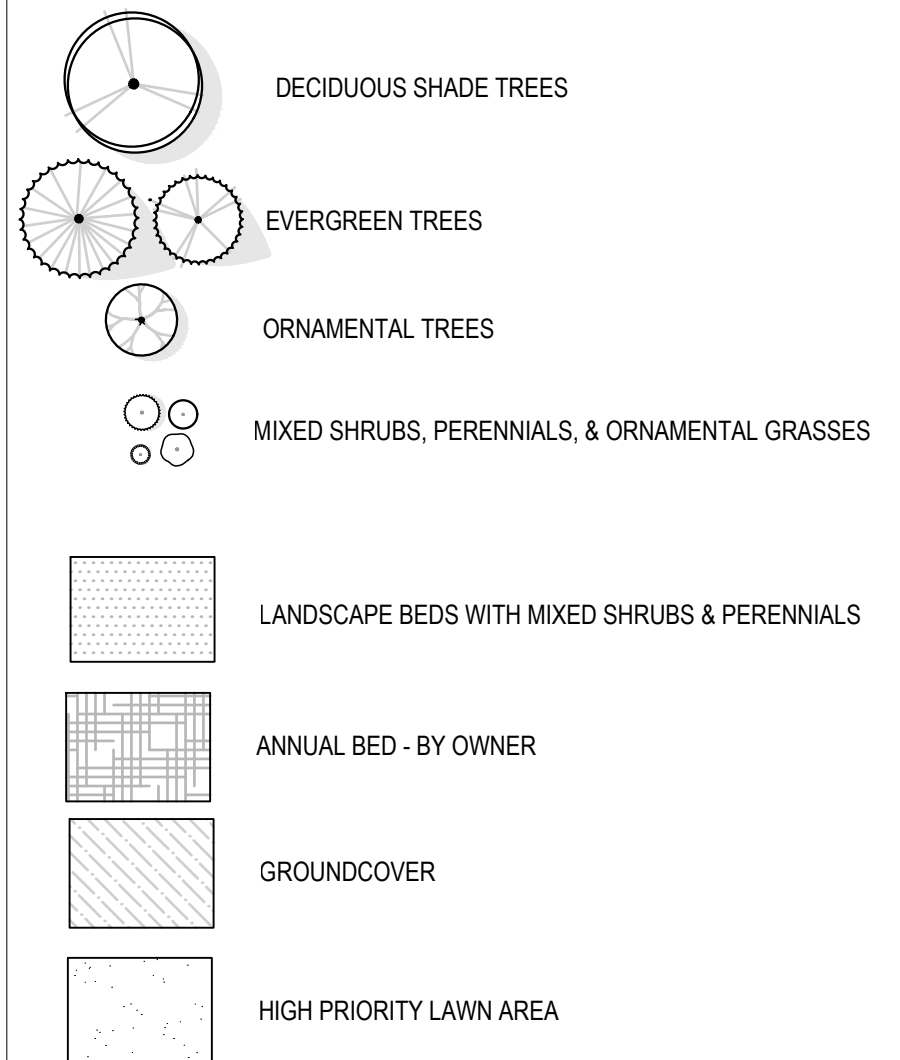 DECIDUOUS SHADE TREES
EVERGREEN TREES
ORNAMENTAL TREES
MIXED SHRUBS, PERENNIALS, & ORNAMENTAL GRASSES
LANDSCAPE BEDS WITH MIXED SHRUBS & PERENNIALS
ANNUAL BED - BY OWNER
GROUNDCOVER
HIGH PRIORITY LAWN AREA